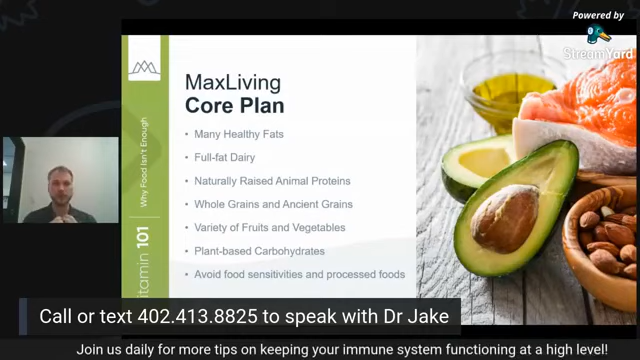 Powered by
StreamYard
MaxLiving
Core Plan
• Many Healthy Fats
• Full-fat Dairy
• Naturally Raised Animal Proteins
• Whole Grains and Ancient Grains
• Variety of Fruits and Vegetables
• Plant-based Carbohydrates
• Avoid food sensitivities and processed foods
Why Food Isn't Enough
itamin 101
Call or text 402.413.8825 to speak with Dr Jake
Join us daily for more tips on keeping your immune system functioning at a high level!